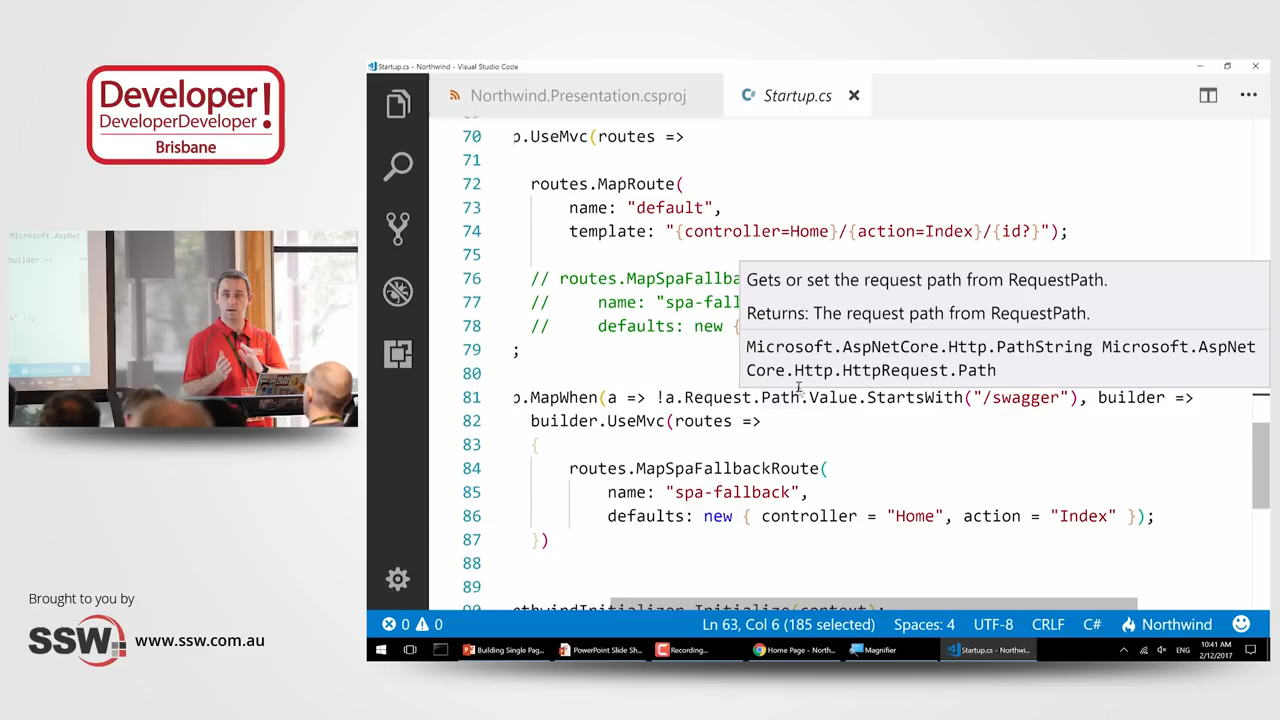 Developer!
DeveloperDeveloper
Brisbane
Microsoft.AspNet
builder =>
Brought to you by
SSW
www.ssw.com.au
Startup.cs - Northwind - Visual Studio Code
Northwind.Presentation.csproj
Startup.cs
70 p.UseMvc(routes =>
71
72 routes.MapRoute(
73 name: "default",
74 template: "{controller=Home}/{action=Index}/{id?}");
75
76 // routes.MapSpaFallba
77 // name: "spa-fall
78 // defaults: new {
79 ;
80
Gets or set the request path from RequestPath.
Returns: The request path from RequestPath.
Microsoft.AspNetCore.Http.PathString Microsoft.AspNet
Core.Http.HttpRequest.Path
81 p.MapWhen(a => !a.Request.Path.Value.StartsWith("/swagger"), builder =>
82 builder.UseMvc(routes =>
83 {
84 routes.MapSpaFallbackRoute(
85 name: "spa-fallback",
86 defaults: new { controller = "Home", action = "Index" });
87 })
88
89
90 thwindInitializer.Initialize(context);
0 0 Ln 63, Col 6 (185 selected) Spaces: 4 UTF-8 CRLF C# Northwind
Building Single Pag... PowerPoint Slide Sh... Recording... Home Page - North... Magnifier Startup.cs - Northwi... ENG 10:41 AM
2/12/2017